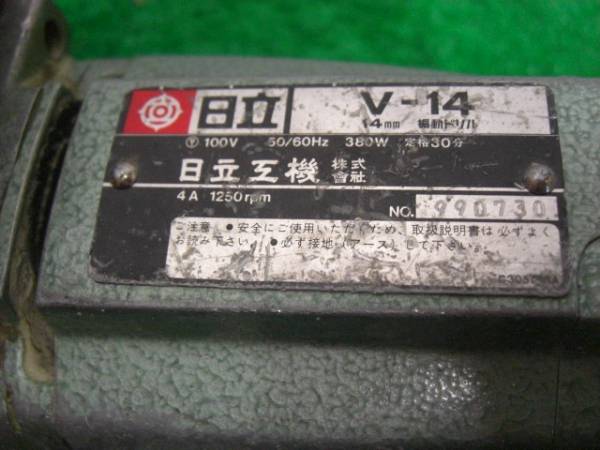 日立 V-14
14mm 振動ドリル
100V 50/60Hz 380W 定格30分
日立工機 株式會社
4A 1250rpm
NO. 990730
ご注意 ●安全にご使用いただくため、取扱説明書は必ずよく
お読み下さい。 ●必ず接地(アース)して下さい。